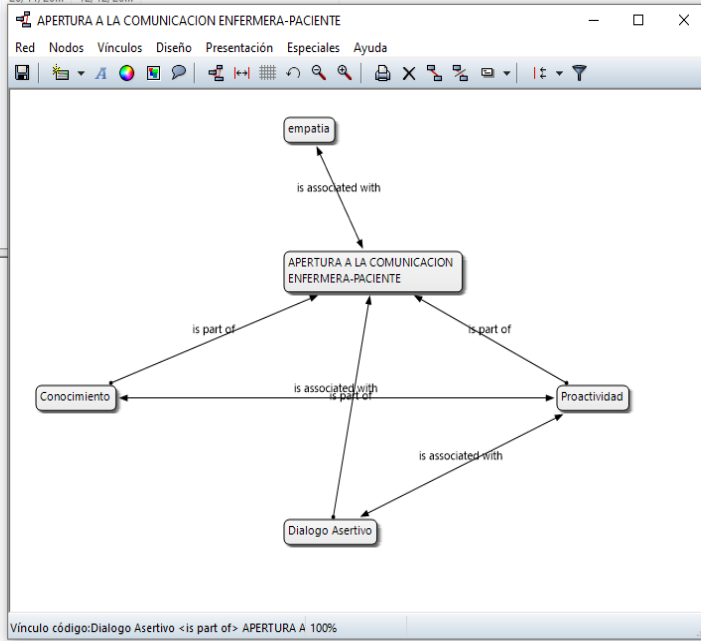 APERTURA A LA COMUNICACION ENFERMERA-PACIENTE
Red Nodos Vínculos Diseño Presentación Especiales Ayuda
empatia
is associated with
APERTURA A LA COMUNICACION
ENFERMERA-PACIENTE
is part of
is part of
is associated with
is part of
Conocimiento
Proactividad
is associated with
Dialogo Asertivo
Vínculo código:Dialogo Asertivo <is part of> APERTURA A 100%